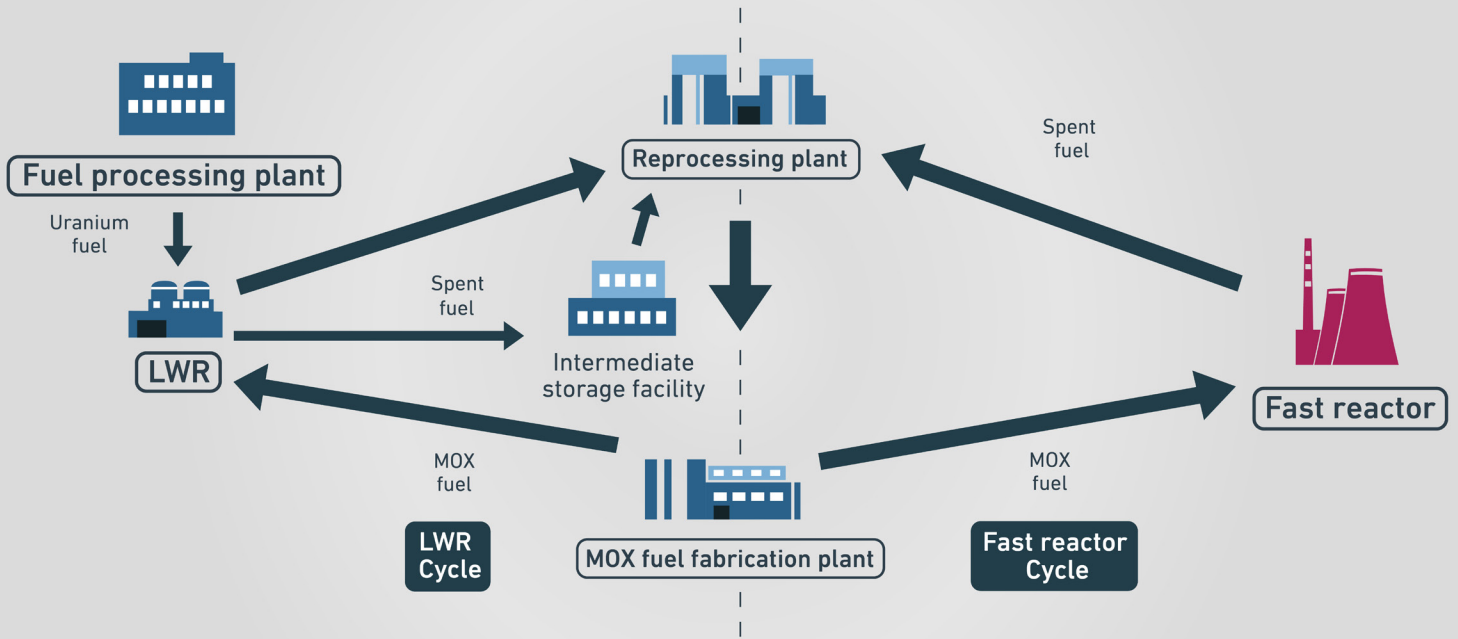 Fuel processing plant
Uranium
fuel
LWR
Reprocessing plant
Spent
fuel
Intermediate
storage facility
Spent
fuel
Fast reactor
MOX
fuel
MOX
fuel
LWR
Cycle
MOX fuel fabrication plant
Fast reactor
Cycle